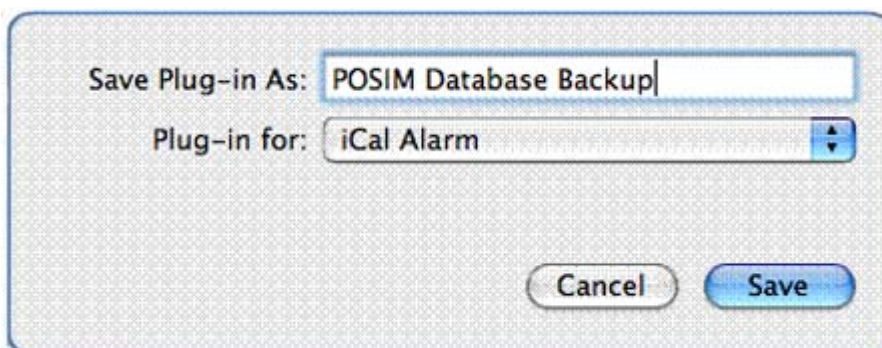 Save Plug-in As: POSIM Database Backup
Plug-in for: iCal Alarm
Cancel Save